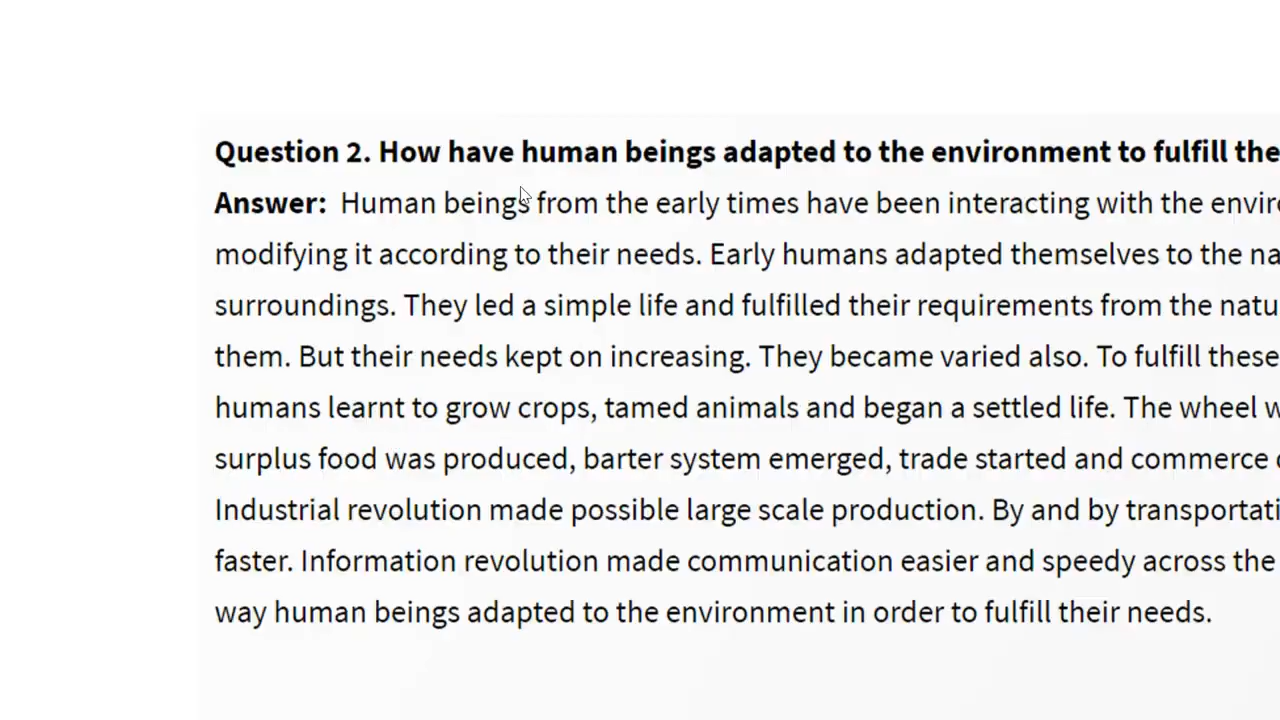 Question 2. How have human beings adapted to the environment to fulfill the
Answer: Human beings from the early times have been interacting with the
modifying it according to their needs. Early humans adapted themselves to the
surroundings. They led a simple life and fulfilled their requirements from the
them. But their needs kept on increasing. They became varied also. To fulfill these
humans learnt to grow crops, tamed animals and began a settled life. The wheel
surplus food was produced, barter system emerged, trade started and commerce
Industrial revolution made possible large scale production. By and by
faster. Information revolution made communication easier and speedy across the
way human beings adapted to the environment in order to fulfill their needs.